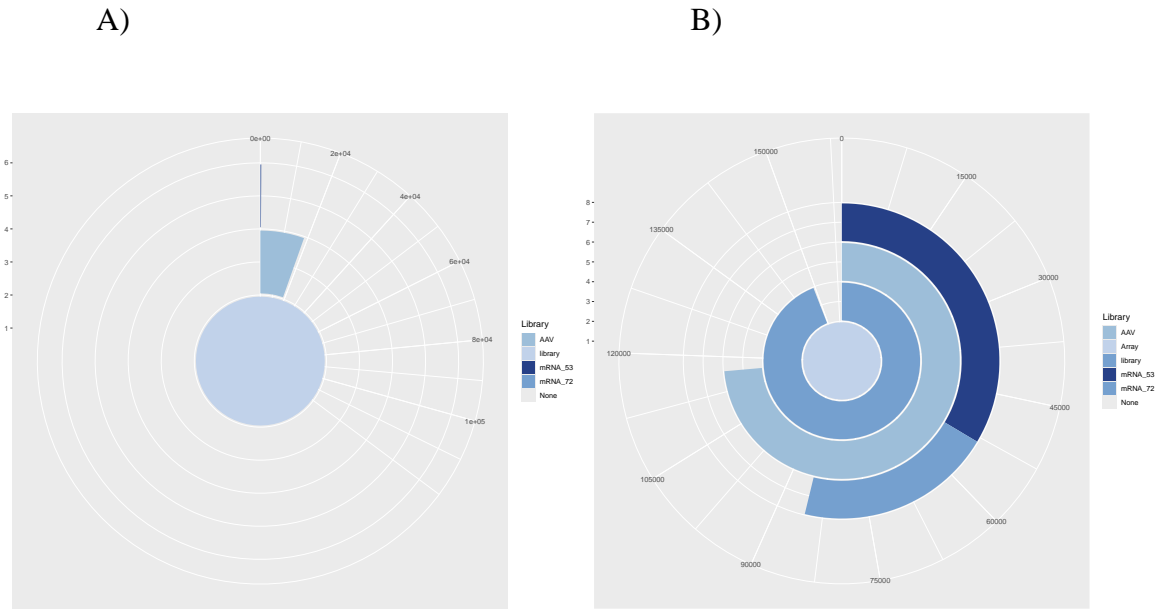 A)
B)
0e+00
2e+04
4e+04
6e+04
8e+04
1e+05
6
5
4
3
2
1
Library
AAV
library
mRNA_53
mRNA_72
None
0
15000
30000
45000
60000
75000
90000
105000
120000
135000
150000
8
7
6
5
4
3
2
1
Library
AAV
Array
library
mRNA_53
mRNA_72
None